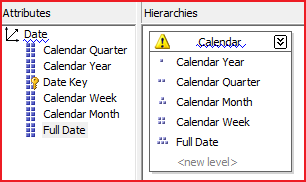 Attributes
Date
Calendar Quarter
Calendar Year
Date Key
Calendar Week
Calendar Month
Full Date
Hierarchies
Calendar
Calendar Year
Calendar Quarter
Calendar Month
Calendar Week
Full Date
<new level>